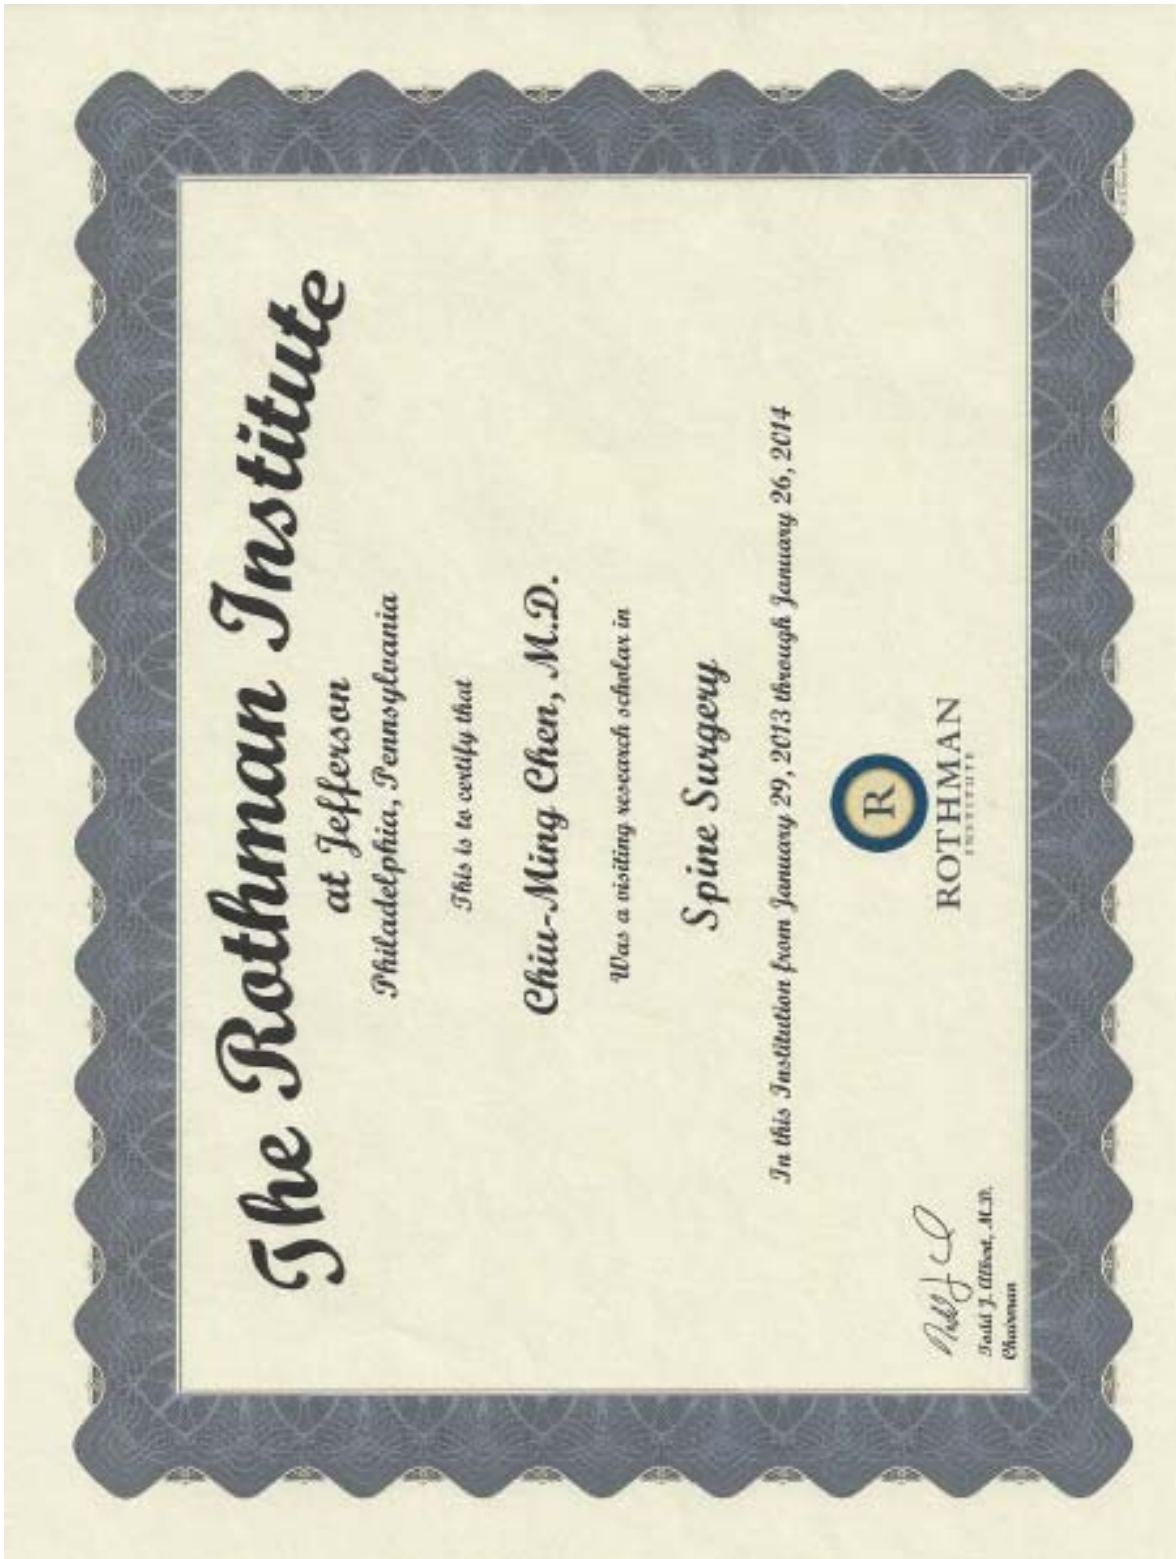 The Rothman Institute
at Jefferson
Philadelphia, Pennsylvania
This is to certify that
Chiu-Ming Chen, M.D.
Was a visiting research scholar in
Spine Surgery
In this Institution from January 29, 2013 through January 26, 2014
R
ROTHMAN
INSTITUTE
Todd J. Albert, M.D.
Chairman